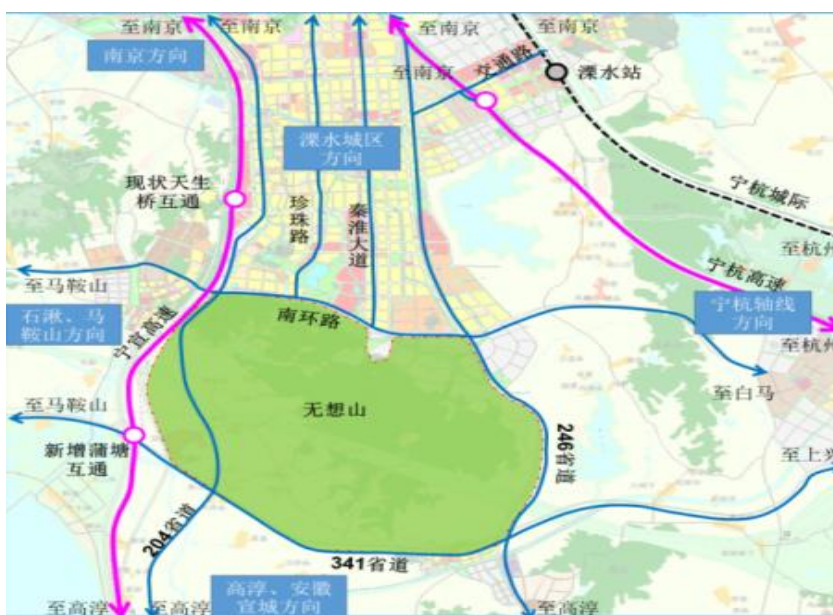 至南京
至南京
至南京
至南京
南京方向
至南京
交通路
溧水站
溧水城区
方向
现状天生
桥互通
珍珠路
秦淮大道
宁杭城际
至杭州
至马鞍山
宁杭高速
石湫、马
鞍山方向
宁宣高速
南环路
宁杭轴线
方向
至杭州
至白马
至马鞍山
无想山
新增蒲塘
互通
246省道
至上兴
204省道
341省道
高淳、安徽
宣城方向
至高淳
至高淳
至高淳